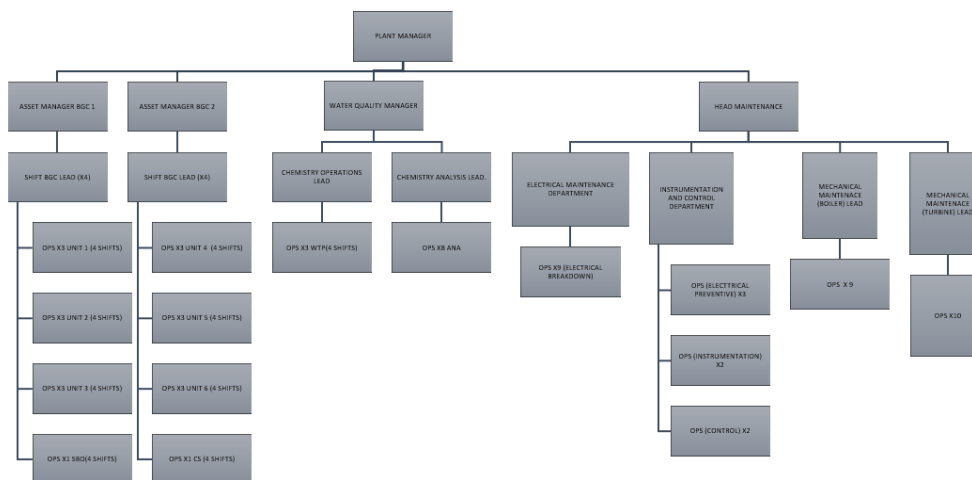 PLANT MANAGER
ASSET MANAGER BGC 1
ASSET MANAGER BGC 2
WATER QUALITY MANAGER
HEAD MAINTENANCE
SHIFT BGC LEAD (X4)
SHIFT BGC LEAD (X4)
CHEMISTRY OPERATIONS
LEAD
CHEMISTRY ANALYSIS LEAD.
ELECTRICAL MAINTENANCE
DEPARTMENT
INSTRUMENTATION
AND CONTROL
DEPARTMENT
MECHANICAL
MAINTENACE
(BOILER) LEAD
MECHANICAL
MAINTENACE
(TURBINE) LEAD
OPS X3 UNIT 1 (4 SHIFTS)
OPS X3 UNIT 4 (4 SHIFTS)
OPS X3 WTP(4 SHIFTS)
OPS X8 ANA
OPS X9 (ELECTRICAL
BREAKDOWN)
OPS (ELECTTRICAL
PREVENTIVE) X3
OPS X 9
OPS X10
OPS X3 UNIT 2 (4 SHIFTS)
OPS X3 UNIT 5 (4 SHIFTS)
OPS (INSTRUMENTATION)
X2
OPS X3 UNIT 3 (4 SHIFTS)
OPS X3 UNIT 6 (4 SHIFTS)
OPS (CONTROL) X2
OPS X1 SBO(4 SHIFTS)
OPS X1 CS (4 SHIFTS)